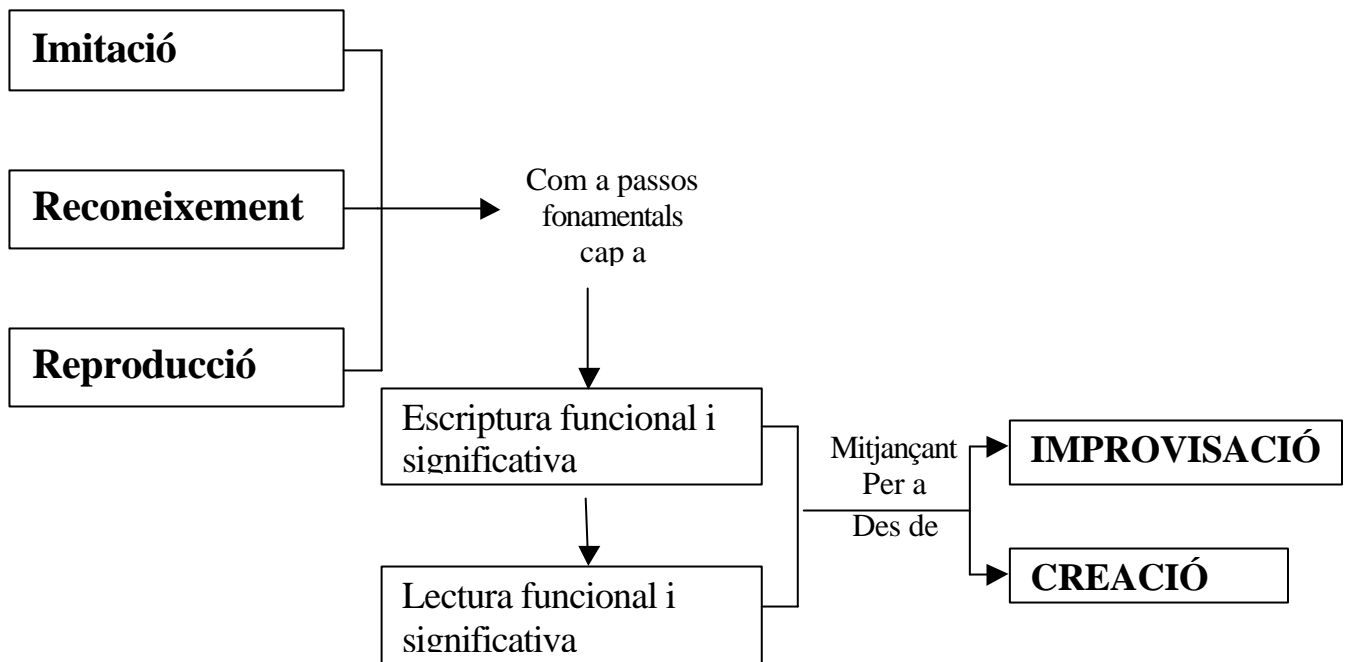 Imitació
Reconeixement
Reproducció
Com a passos
fonamentals
cap a
Escriptura funcional i
significativa
Lectura funcional i
significativa
Mitjançant
Per a
Des de
IMPROVISACIÓ
CREACIÓ